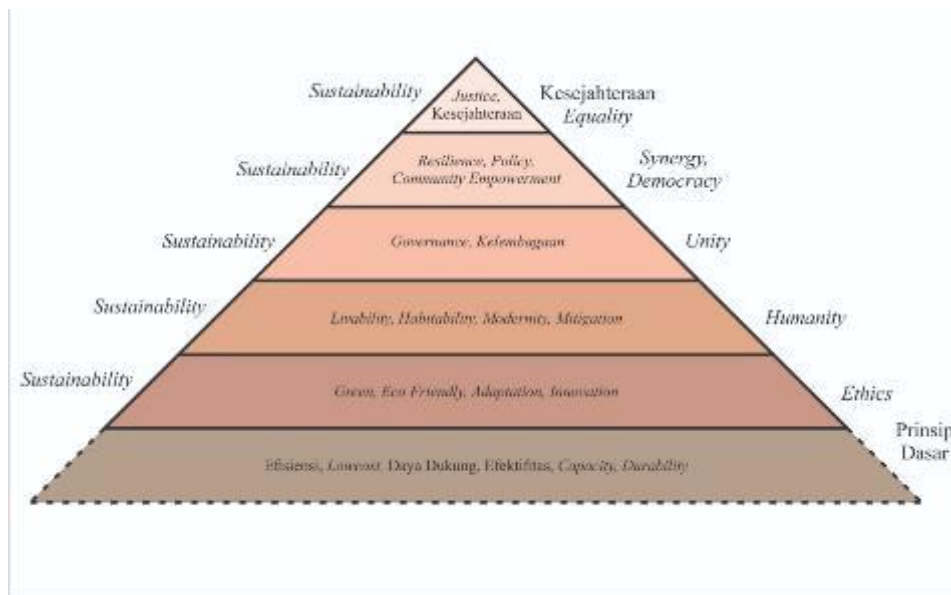 Sustainability
Justice,
Kesejahteraan
Kesejahteraan
Equality
Sustainability
Resilience, Policy,
Community Empowerment
Synergy,
Democracy
Sustainability
Governance, Kelembagaan
Unity
Sustainability
Livability, Habitability, Modernity, Mitigation
Humanity
Sustainability
Green, Eco Friendly, Adaptation, Innovation
Ethics
Prinsip
Dasar
Efisiensi, Lowcost, Daya Dukung, Efektifitas, Capacity, Durability